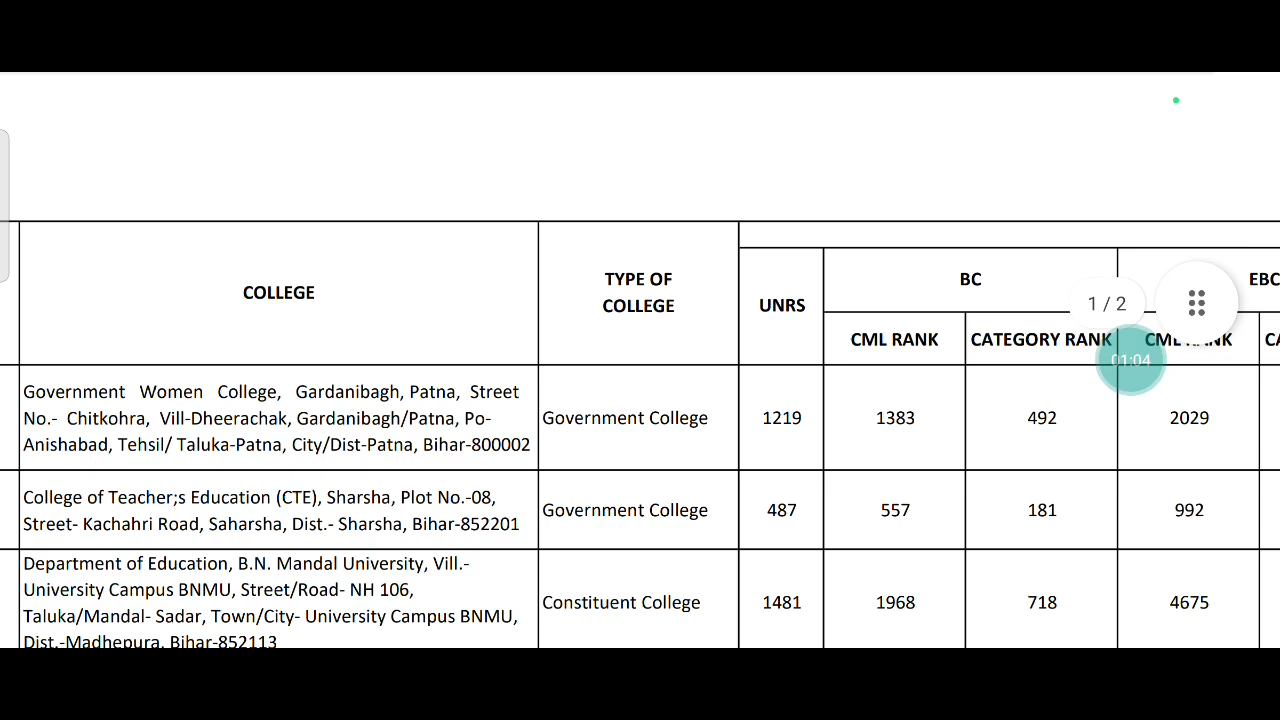 COLLEGE
TYPE OF
COLLEGE
UNRS
BC
EBC
CML RANK
CATEGORY RANK
CML RANK
CA
1 / 2
01:04
Government Women College, Gardanibagh, Patna, Street
No.- Chitkohra, Vill-Dheerachak, Gardanibagh/Patna, Po-
Anishabad, Tehsil/ Taluka-Patna, City/Dist-Patna, Bihar-800002
Government College
1219
1383
492
2029
College of Teacher;s Education (CTE), Sharsha, Plot No.-08,
Street- Kachahri Road, Saharsha, Dist.- Sharsha, Bihar-852201
Government College
487
557
181
992
Department of Education, B.N. Mandal University, Vill.-
University Campus BNMU, Street/Road- NH 106,
Taluka/Mandal- Sadar, Town/City- University Campus BNMU,
Dist.-Madhepura, Bihar-852113
Constituent College
1481
1968
718
4675